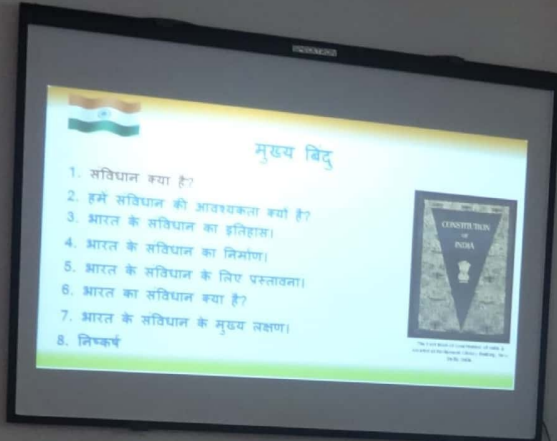 मुख्य बिंदु
1. संविधान क्या है?
2. हमें संविधान की आवश्यकता क्यों है?
3. भारत के संविधान का इतिहास।
4. भारत के संविधान का निर्माण।
5. भारत के संविधान के लिए प्रस्तावना।
6. भारत का संविधान क्या है?
7. भारत के संविधान के मुख्य लक्षण।
8. निष्कर्ष
CONSTITUTION
OF
INDIA